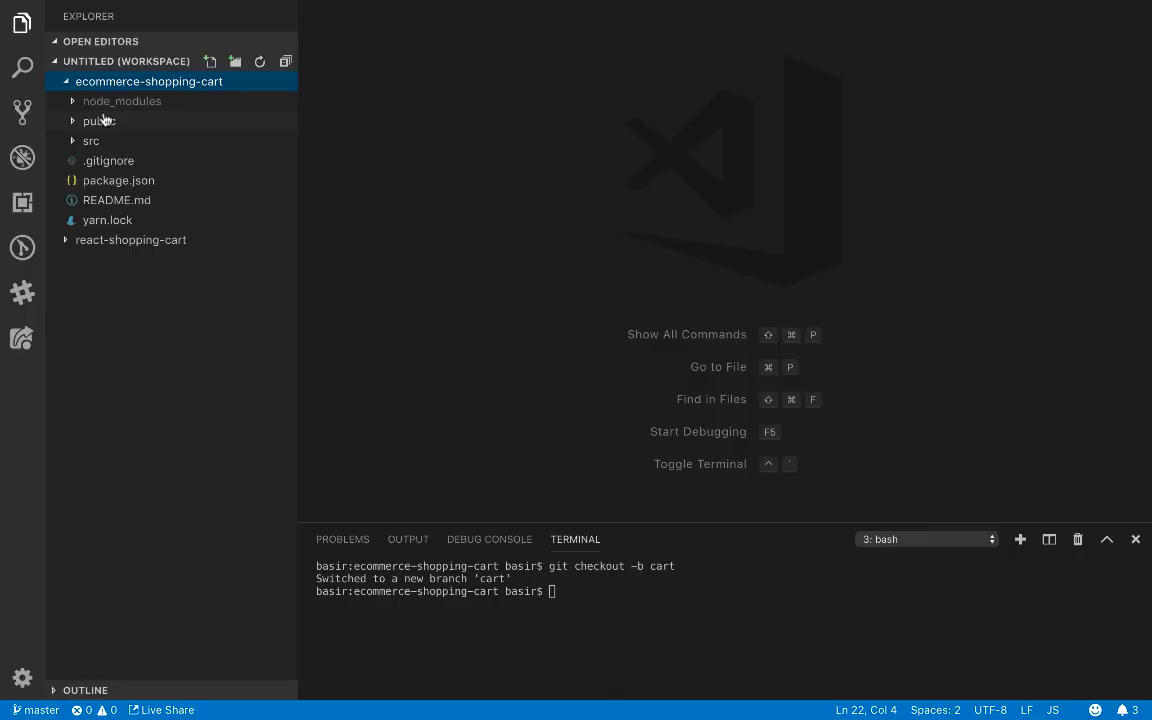 EXPLORER
OPEN EDITORS
UNTITLED (WORKSPACE)
ecommerce-shopping-cart
node_modules
public
src
.gitignore
package.json
README.md
yarn.lock
react-shopping-cart
Show All Commands ⇧ ⌘ P
Go to File ⌘ P
Find in Files ⇧ ⌘ F
Start Debugging F5
Toggle Terminal ^ `
PROBLEMS OUTPUT DEBUG CONSOLE TERMINAL 3: bash
basir:ecommerce-shopping-cart basir$ git checkout -b cart
Switched to a new branch 'cart'
basir:ecommerce-shopping-cart basir$
OUTLINE
master 0 0 Live Share Ln 22, Col 4 Spaces: 2 UTF-8 LF JS 3